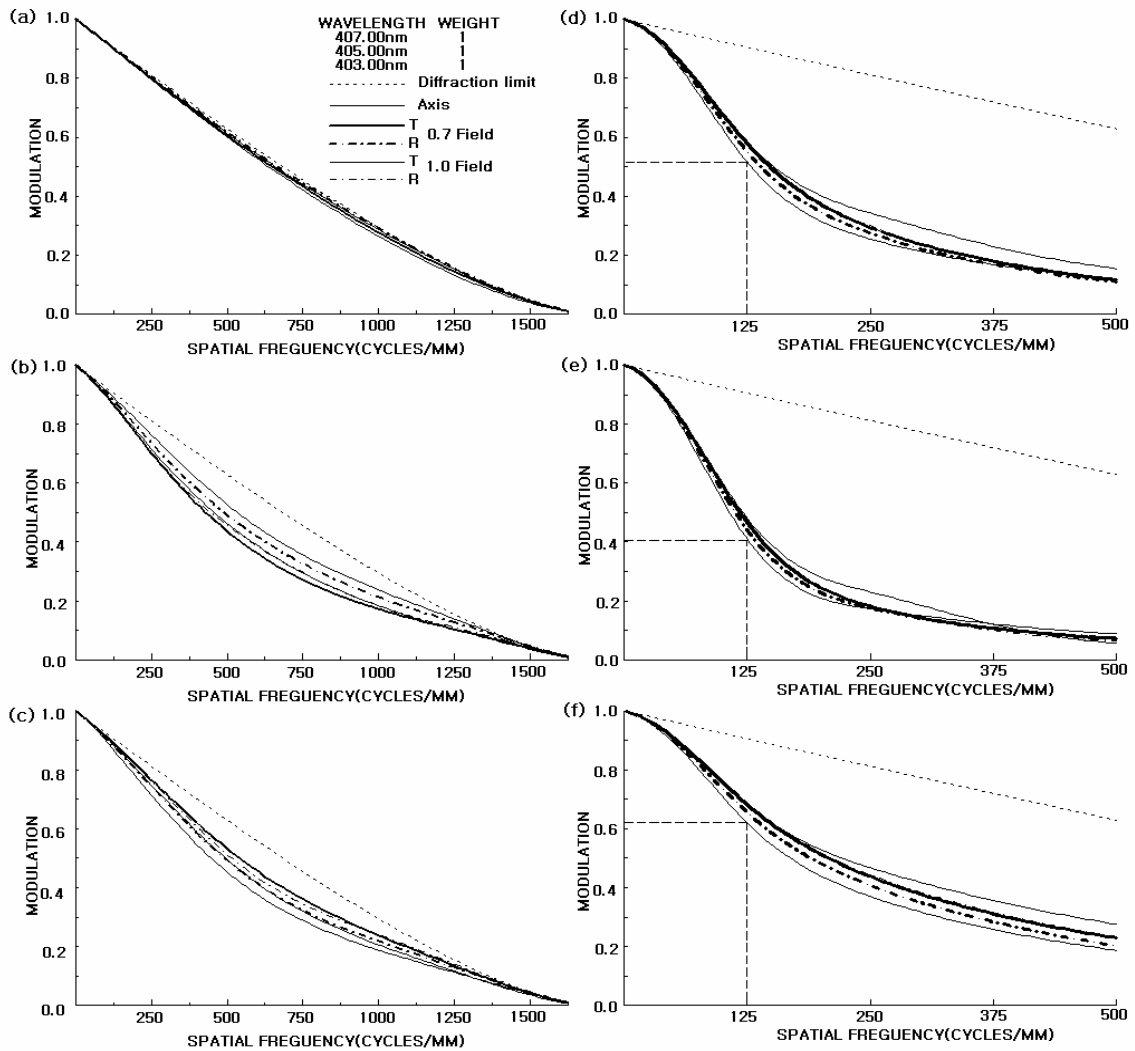 (a)
1.0
0.8
0.6
0.4
0.2
0.0
MODULATION
WAVELENGTH WEIGHT
407.00nm 1
405.00nm 1
403.00nm 1
Diffraction limit
Axis
T
R
0.7 Field
T
R
1.0 Field
250 500 750 1000 1250 1500
SPATIAL FREGUENCY(CYCLES/MM)
(d)
1.0
0.8
0.6
0.4
0.2
0.0
MODULATION
125 250 375 500
SPATIAL FREGUENCY(CYCLES/MM)
(b)
1.0
0.8
0.6
0.4
0.2
0.0
MODULATION
250 500 750 1000 1250 1500
SPATIAL FREGUENCY(CYCLES/MM)
(e)
1.0
0.8
0.6
0.4
0.2
0.0
MODULATION
125 250 375 500
SPATIAL FREGUENCY(CYCLES/MM)
(c)
1.0
0.8
0.6
0.4
0.2
0.0
MODULATION
250 500 750 1000 1250 1500
SPATIAL FREGUENCY(CYCLES/MM)
(f)
1.0
0.8
0.6
0.4
0.2
0.0
MODULATION
125 250 375 500
SPATIAL FREGUENCY(CYCLES/MM)